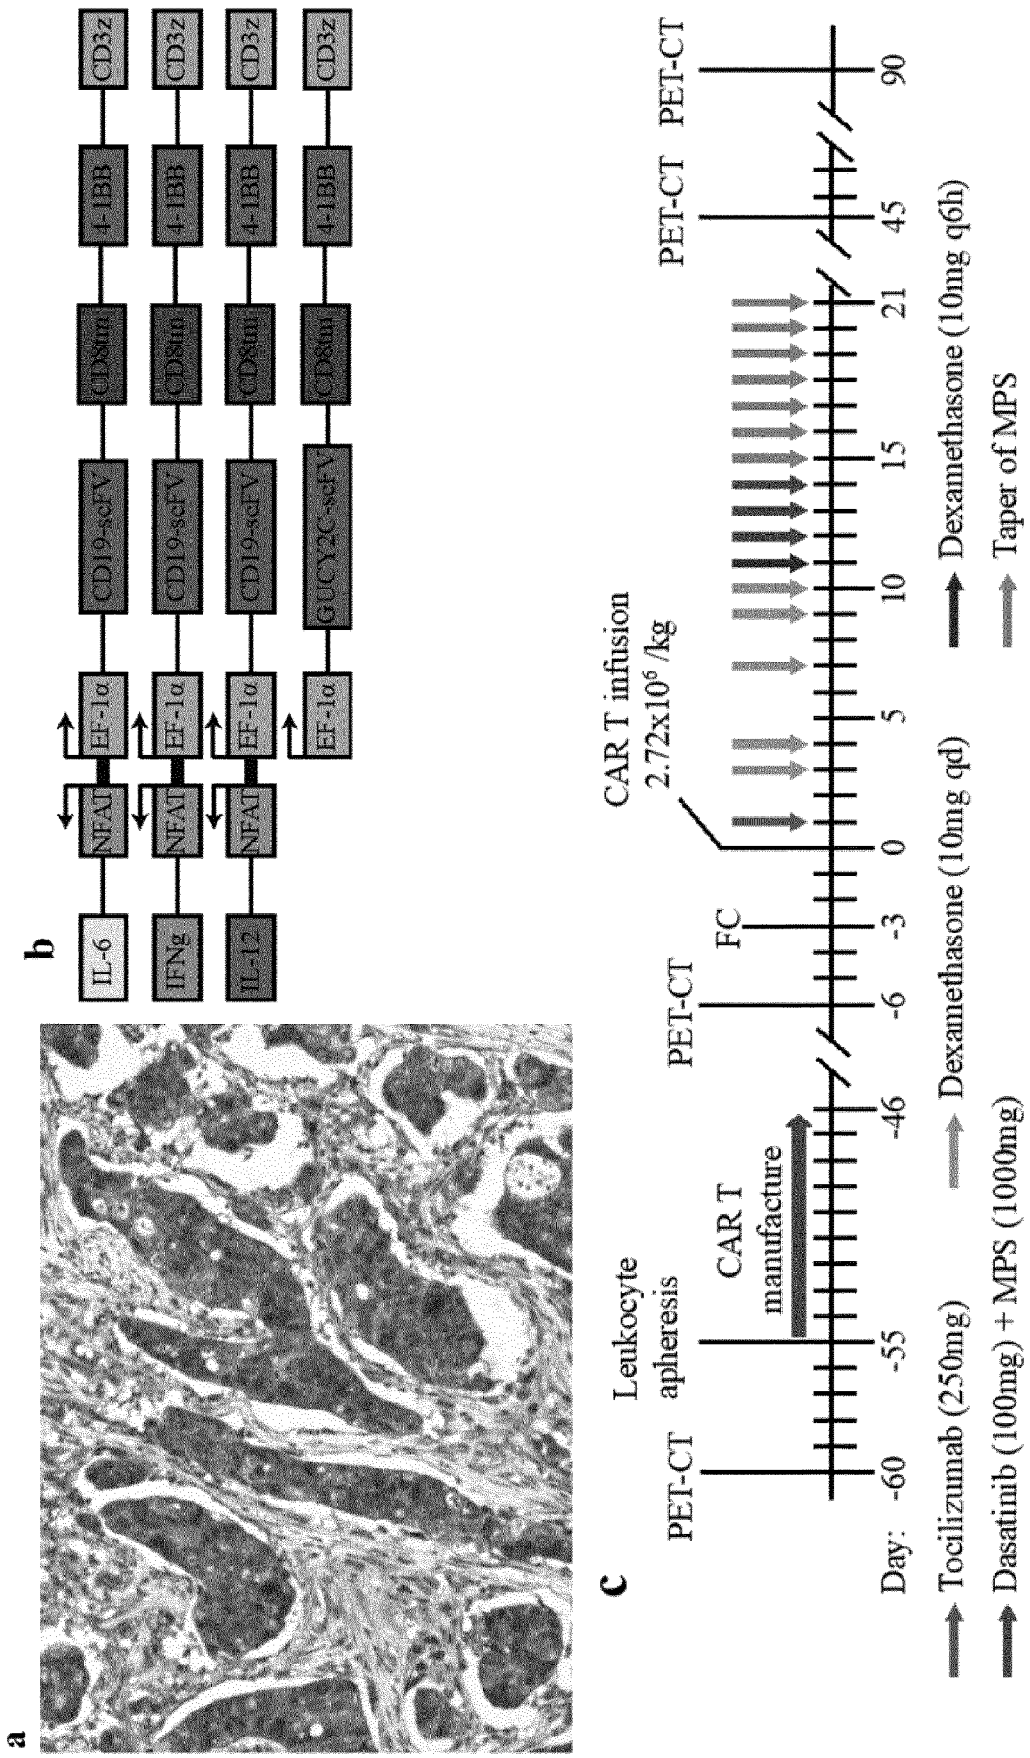 a
b
IL-6 NFAT EF-1α CD19-scFV CD8tm 4-1BB CD3z
IFNg NFAT EF-1α CD19-scFV CD8tm 4-1BB CD3z
IL-12 NFAT EF-1α CD19-scFV CD8tm 4-1BB CD3z
EF-1α GUCY2C-scFV CD8tm 4-1BB CD3z
c
PET-CT
Leukocyte
apheresis
CAR T
manufacture
PET-CT
FC
CAR T infusion
2.72x10⁶ /kg
PET-CT
PET-CT
Day: -60 -55 -46 -6 -3 0 5 10 15 21 45 90
Tocilizumab (250mg) Dexamethasone (10mg qd) Dexamethasone (10mg q6h)
Dasatinib (100mg) + MPS (1000mg) Taper of MPS